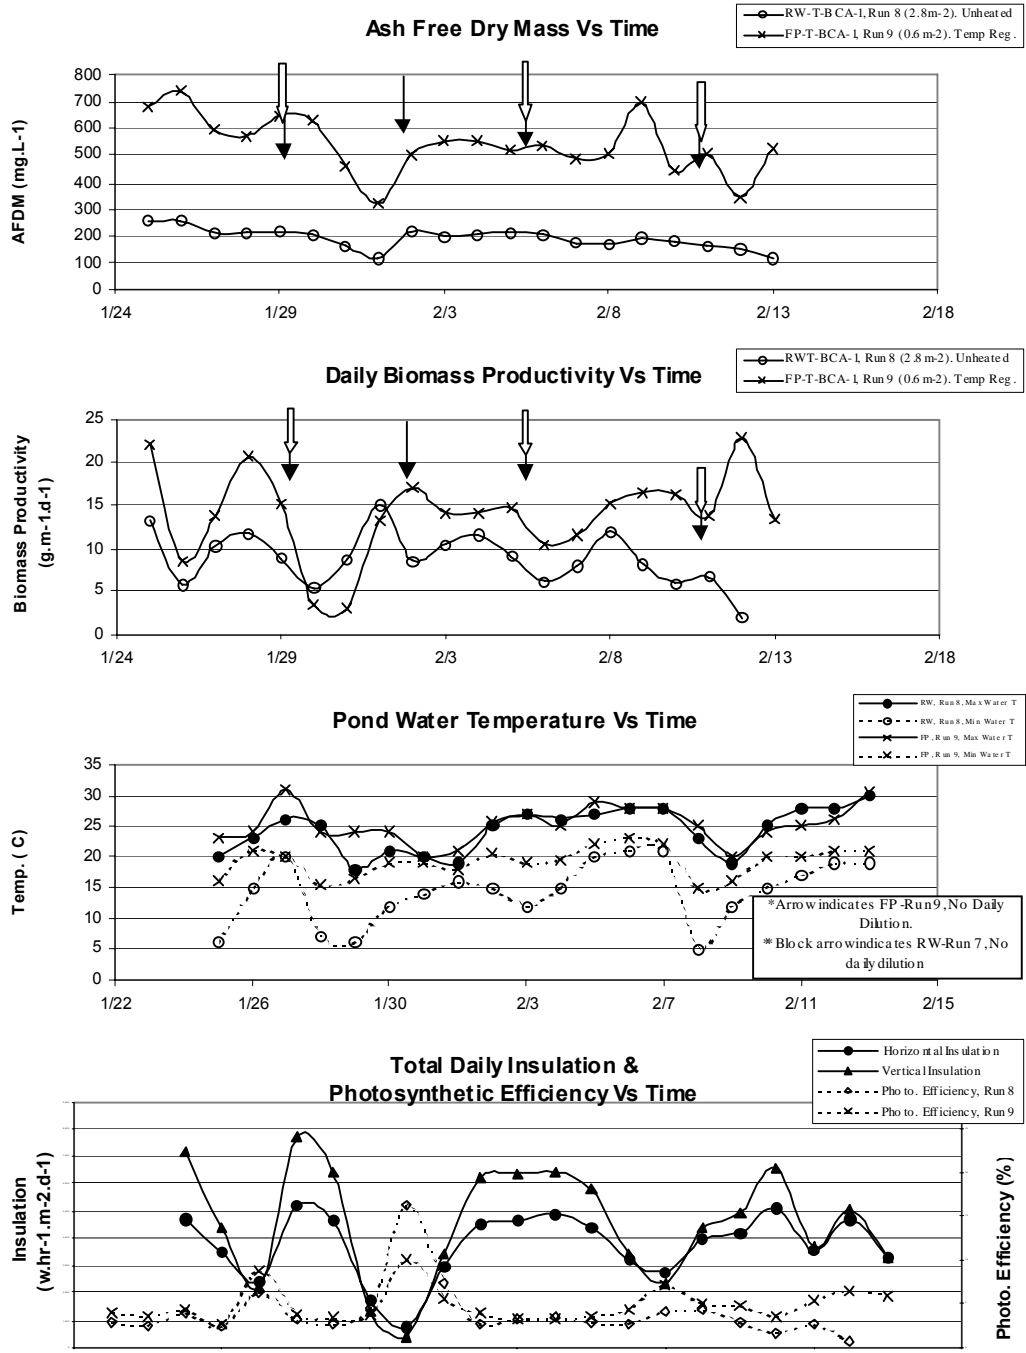 Ash Free Dry Mass Vs Time
RW-T-BCA-1, Run 8 (2.8m-2). Unheated
FP-T-BCA-1, Run 9 (0.6m-2). Temp Reg.
AFDM (mg.L-1)
800
700
600
500
400
300
200
100
0
1/24
1/29
2/3
2/8
2/13
2/18
Daily Biomass Productivity Vs Time
RWT-BCA-1, Run 8 (2.8m-2). Unheated
FP-T-BCA-1, Run 9 (0.6m-2). Temp Reg.
Biomass Productivity
(g.m-1.d-1)
25
20
15
10
5
0
1/24
1/29
2/3
2/8
2/13
2/18
Pond Water Temperature Vs Time
RW, Run 8, Max Water T
RW, Run 8, Min Water T
FP, Run 9, Max Water T
FP, Run 9, Min Water T
Temp. ( C)
35
30
25
20
15
10
5
0
1/22
1/26
1/30
2/3
2/7
2/11
2/15
*Arrow indicates FP-Run9, No Daily
Dilution.
* Block arrow indicates RW-Run 7, No
daily dilution
Total Daily Insulation &
Photosynthetic Efficiency Vs Time
Horizontal Insulation
Vertical Insulation
Photo. Efficiency, Run 8
Photo. Efficiency, Run 9
Insulation
(w.hr-1.m-2.d-1)
Photo. Efficiency (%)